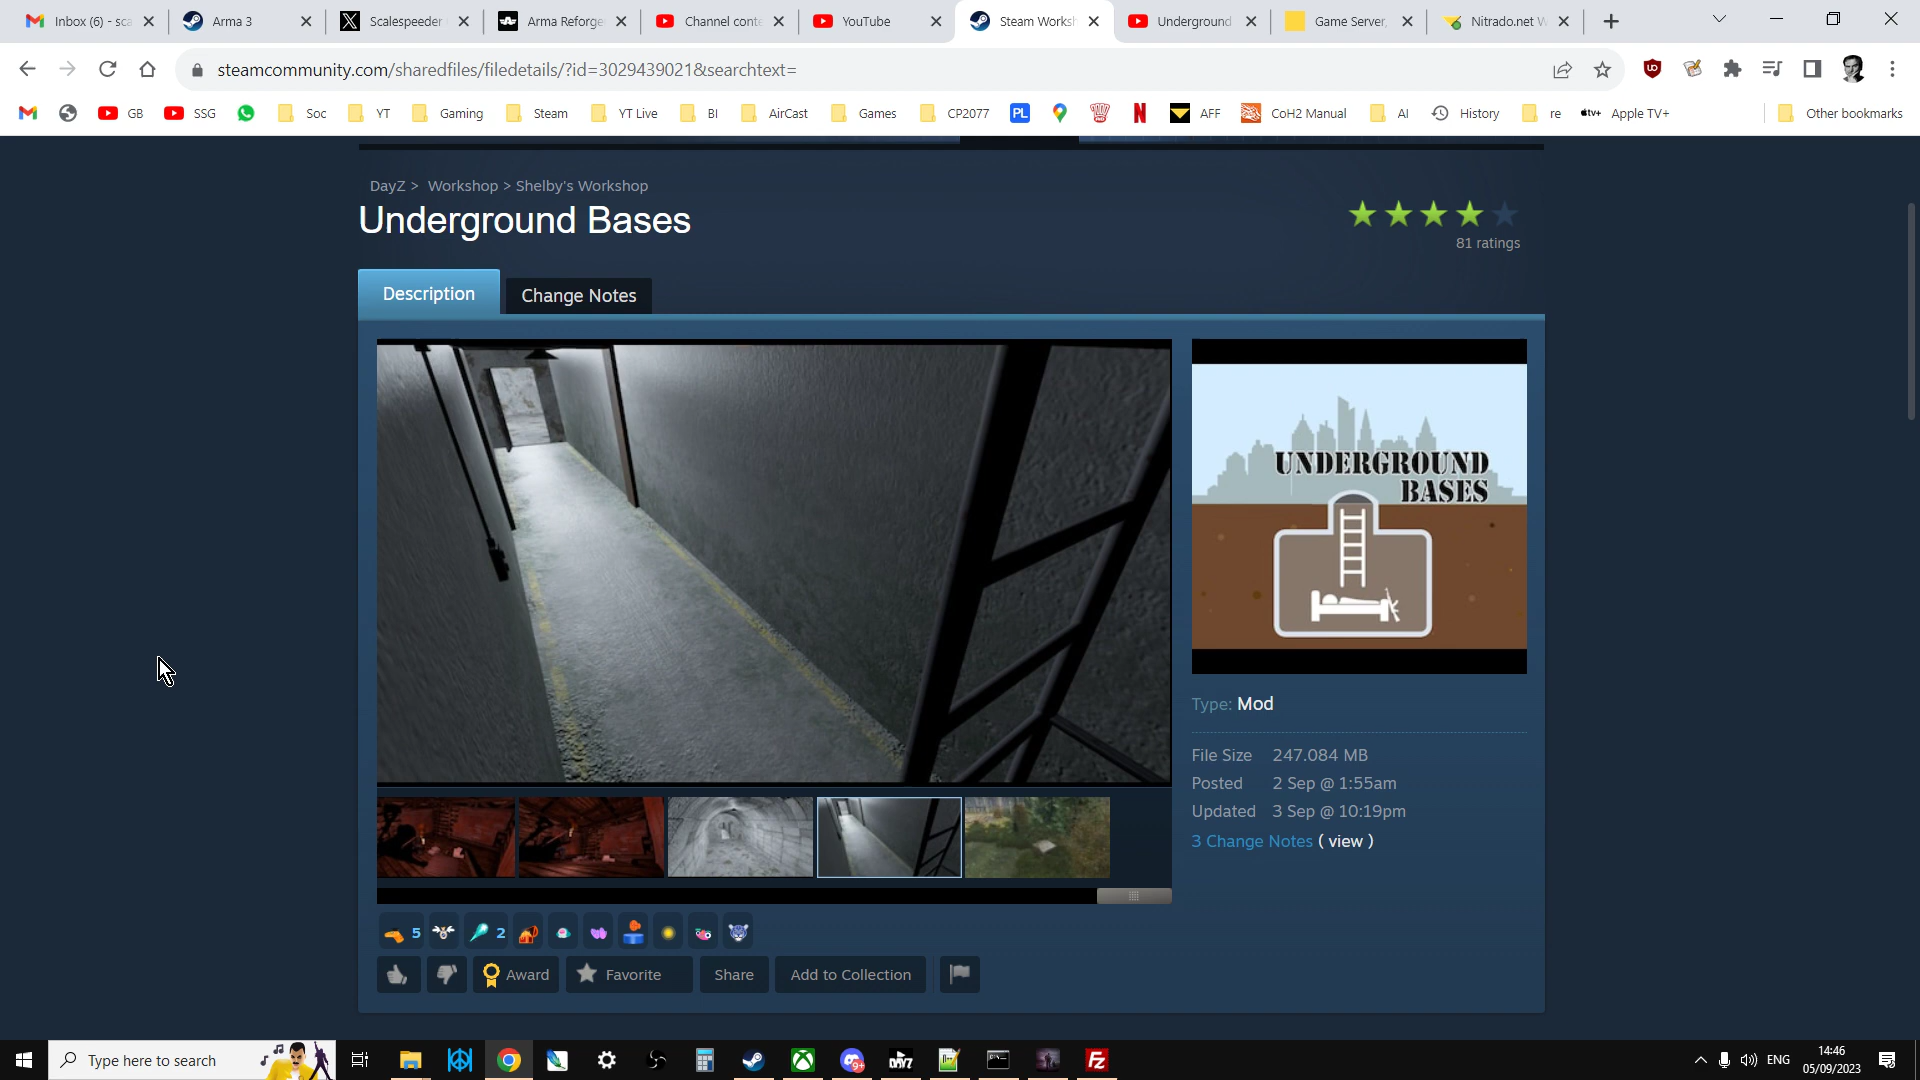 Inbox (6) - sca
Arma 3
Scalespeeder
Arma Reforge
Channel conte
YouTube
Steam Worksh
Underground
Game Server,
Nitrado.net W
steamcommunity.com/sharedfiles/filedetails/?id=3029439021&searchtext=
GB
SSG
Soc
YT
Gaming
Steam
YT Live
BI
AirCast
Games
CP2077
PL
AFF
CoH2 Manual
AI
History
re
Apple TV+
Other bookmarks
DayZ > Workshop > Shelby's Workshop
Underground Bases
81 ratings
Description
Change Notes
UNDERGROUND
BASES
Type: Mod
File Size 247.084 MB
Posted 2 Sep @ 1:55am
Updated 3 Sep @ 10:19pm
3 Change Notes ( view )
5
2
Award
Favorite
Share
Add to Collection
Type here to search
DAYZ
9+
FZ
ENG
14:46
05/09/2023